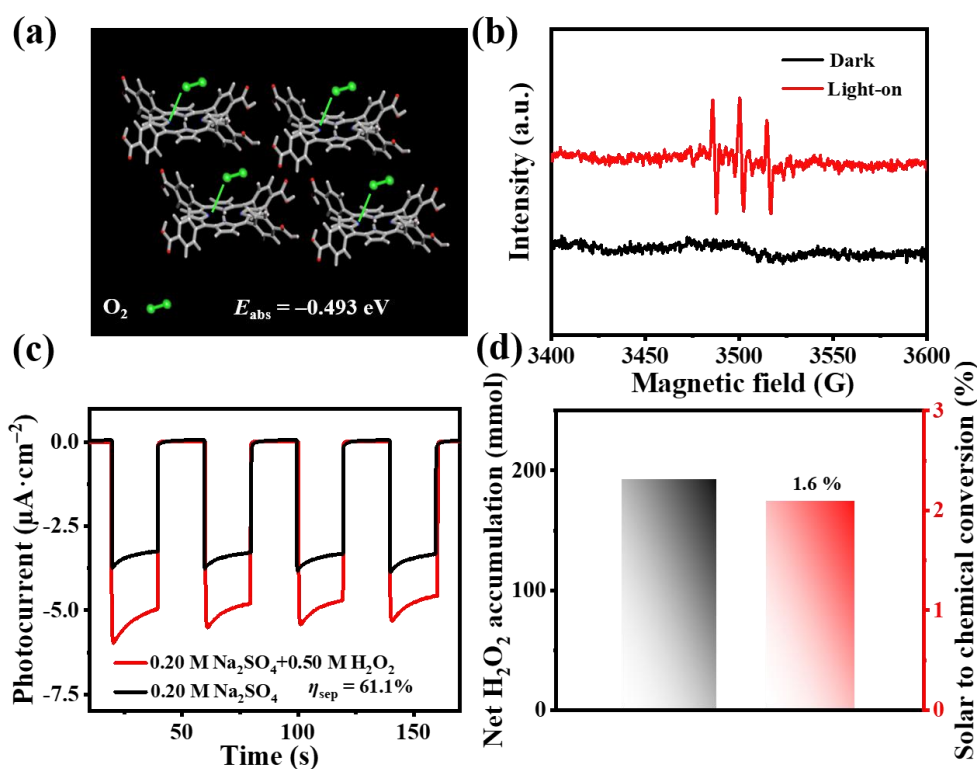 (a)
O₂
E_abs = −0.493 eV
(b)
Dark
Light-on
Intensity (a.u.)
3400 3450 3500 3550 3600
Magnetic field (G)
(c)
0.0
-2.5
-5.0
-7.5
Photocurrent (μA·cm⁻²)
0.20 M Na₂SO₄+0.50 M H₂O₂
0.20 M Na₂SO₄ η_sep = 61.1%
50 100 150
Time (s)
(d)
Net H₂O₂ accumulation (mmol)
200
100
0
1.6 %
3
2
1
0
Solar to chemical conversion (%)